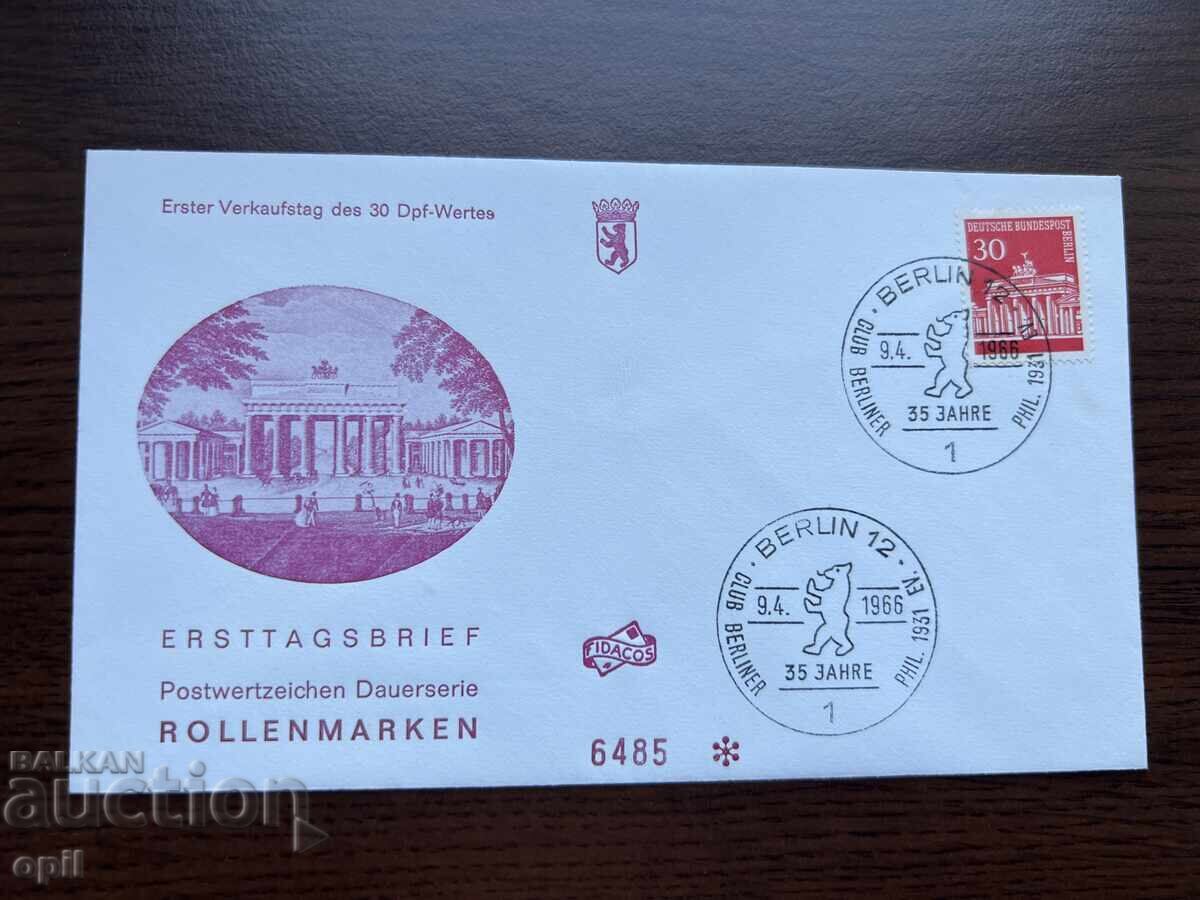 Erster Verkaufstag des 30 Dpf-Wertes
DEUTSCHE BUNDESPOST
BERLIN
30
BERLIN 12
9.4. 1966
35 JAHRE
CLUB BERLINER PHIL. 1931 EV.
1
BERLIN 12
9.4. 1966
35 JAHRE
CLUB BERLINER PHIL. 1931 EV.
1
ERSTTAGSBRIEF
Postwertzeichen Dauerserie
ROLLENMARKEN
FIDACOS
6485
BALKAN
auction
opil